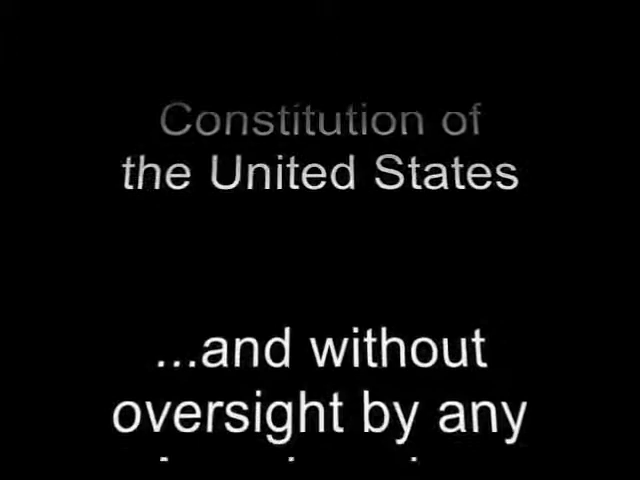 Constitution of
the United States
...and without
oversight by any